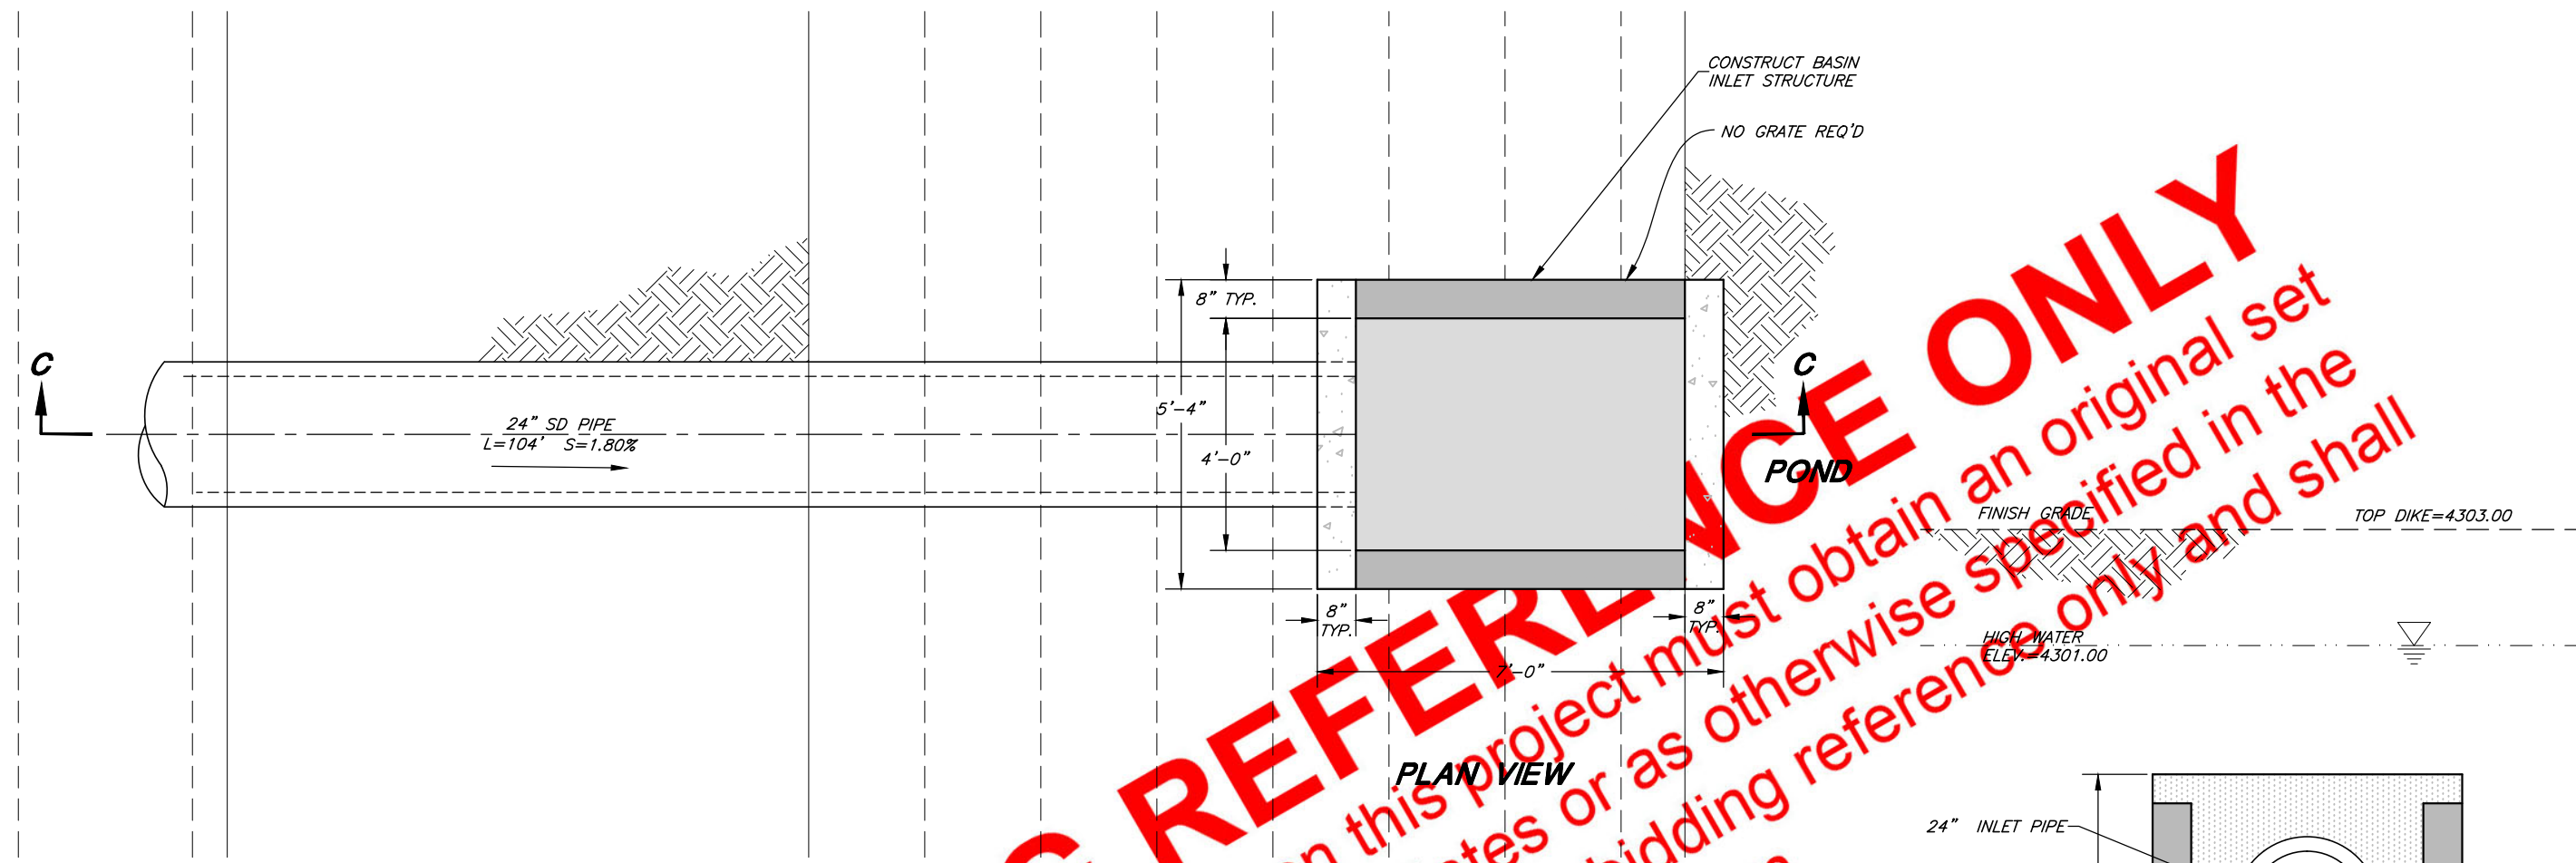 CONSTRUCT BASIN
INLET STRUCTURE
NO GRATE REQ'D
8" TYP.
C
C
5'-4"
24" SD PIPE
L=104' S=1.80%
4'-0"
POND
FINISH GRADE
TOP DIKE=4303.00
8"
TYP.
8"
TYP.
HIGH WATER
ELEV.=4301.00
7'-0"
PLAN VIEW
24" INLET PIPE
REFERENCE ONLY
this project must obtain an original set
or as otherwise specified in the
bidding reference only and shall